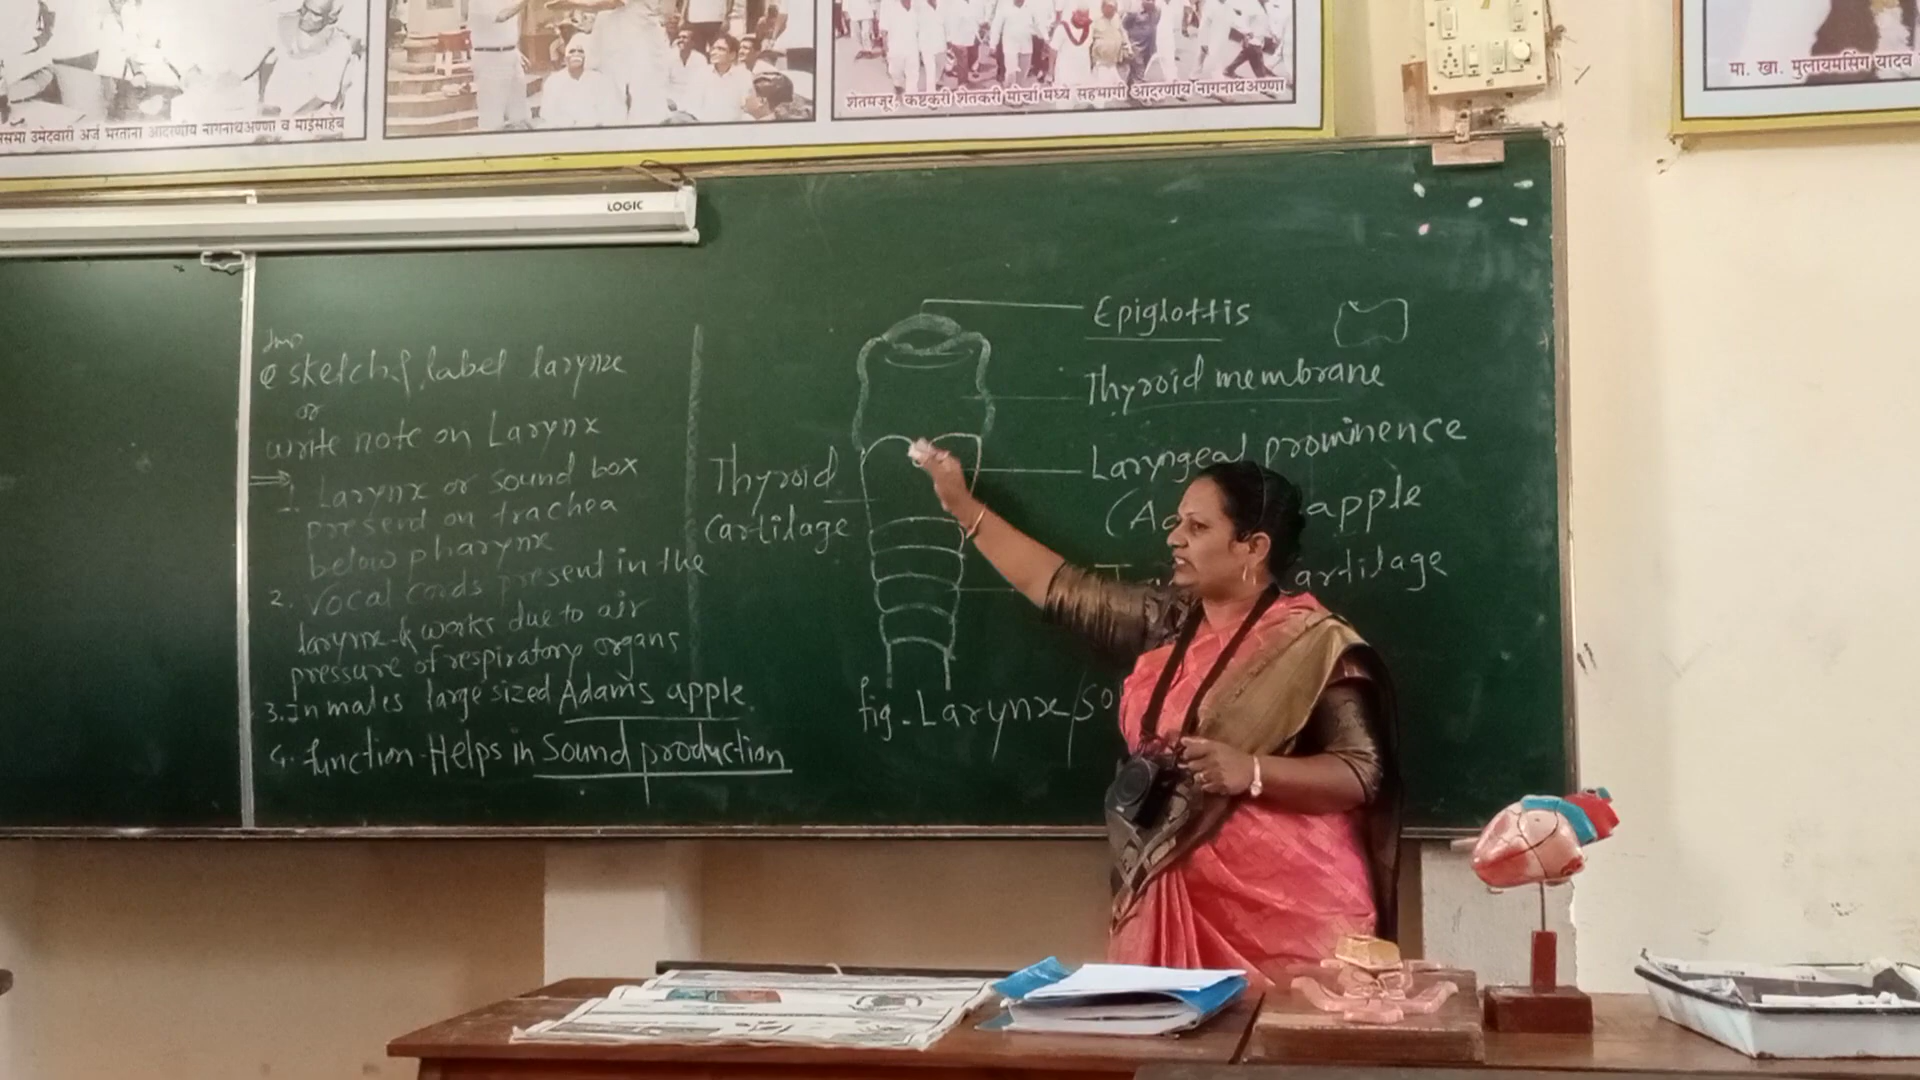 उमेदवारी अर्ज भरताना आदरणीय नागनाथअण्णा व माईसाहेब
शेतमजूर, कष्टकरी शेतकरी मोर्चा मध्ये सहभागी आदरणीय नागनाथअण्णा
मा. खा. मुलायमसिंग यादव
LOGIC
Imp
Q sketch & label larynx
or
write note on Larynx
⇒
1. Larynx or sound box
present on trachea
below pharynx
2. Vocal cords present in the
larynx & works due to air
pressure of respiratory organs
3. In males large sized Adams apple.
4. function - Helps in Sound production
Thyroid
Cartilage
Epiglottis
Thyroid membrane
Laryngeal prominence
apple
artilage
fig. Larynx/so